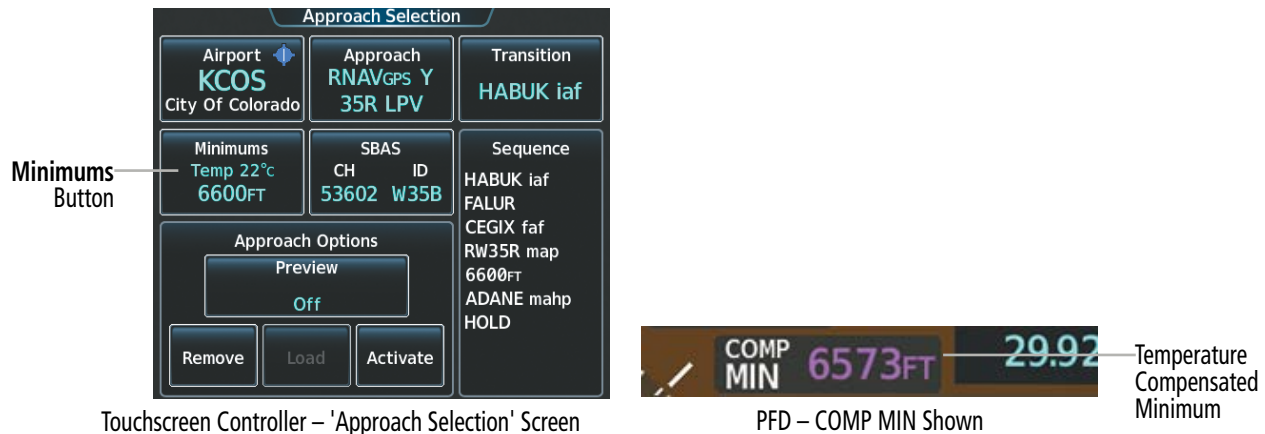 Approach Selection
Airport
KCOS
City Of Colorado
Approach
RNAVGPS Y
35R LPV
Transition
HABUK iaf
Minimums
Temp 22°C
6600FT
SBAS
CH ID
53602 W35B
Sequence
HABUK iaf
FALUR
CEGIX faf
RW35R map
6600FT
ADANE mahp
HOLD
Approach Options
Preview
Off
Remove
Load
Activate
Minimums
Button
Touchscreen Controller – 'Approach Selection' Screen
COMP
MIN
6573FT
29.92
Temperature
Compensated
Minimum
PFD – COMP MIN Shown